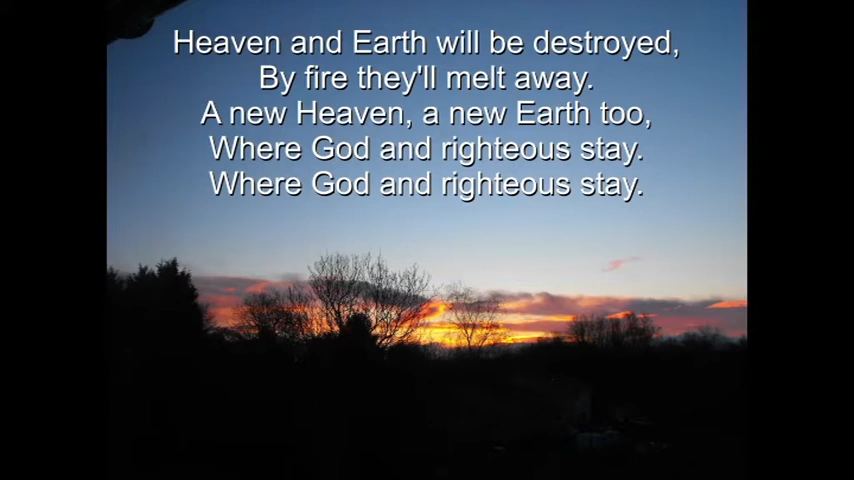 Heaven and Earth will be destroyed,
By fire they'll melt away.
A new Heaven, a new Earth too,
Where God and righteous stay.
Where God and righteous stay.